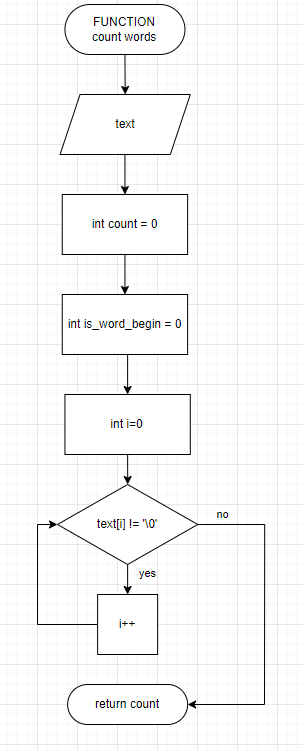 FUNCTION
count words
text
int count = 0
int is_word_begin = 0
int i=0
text[i] != '\0'
no
yes
i++
return count